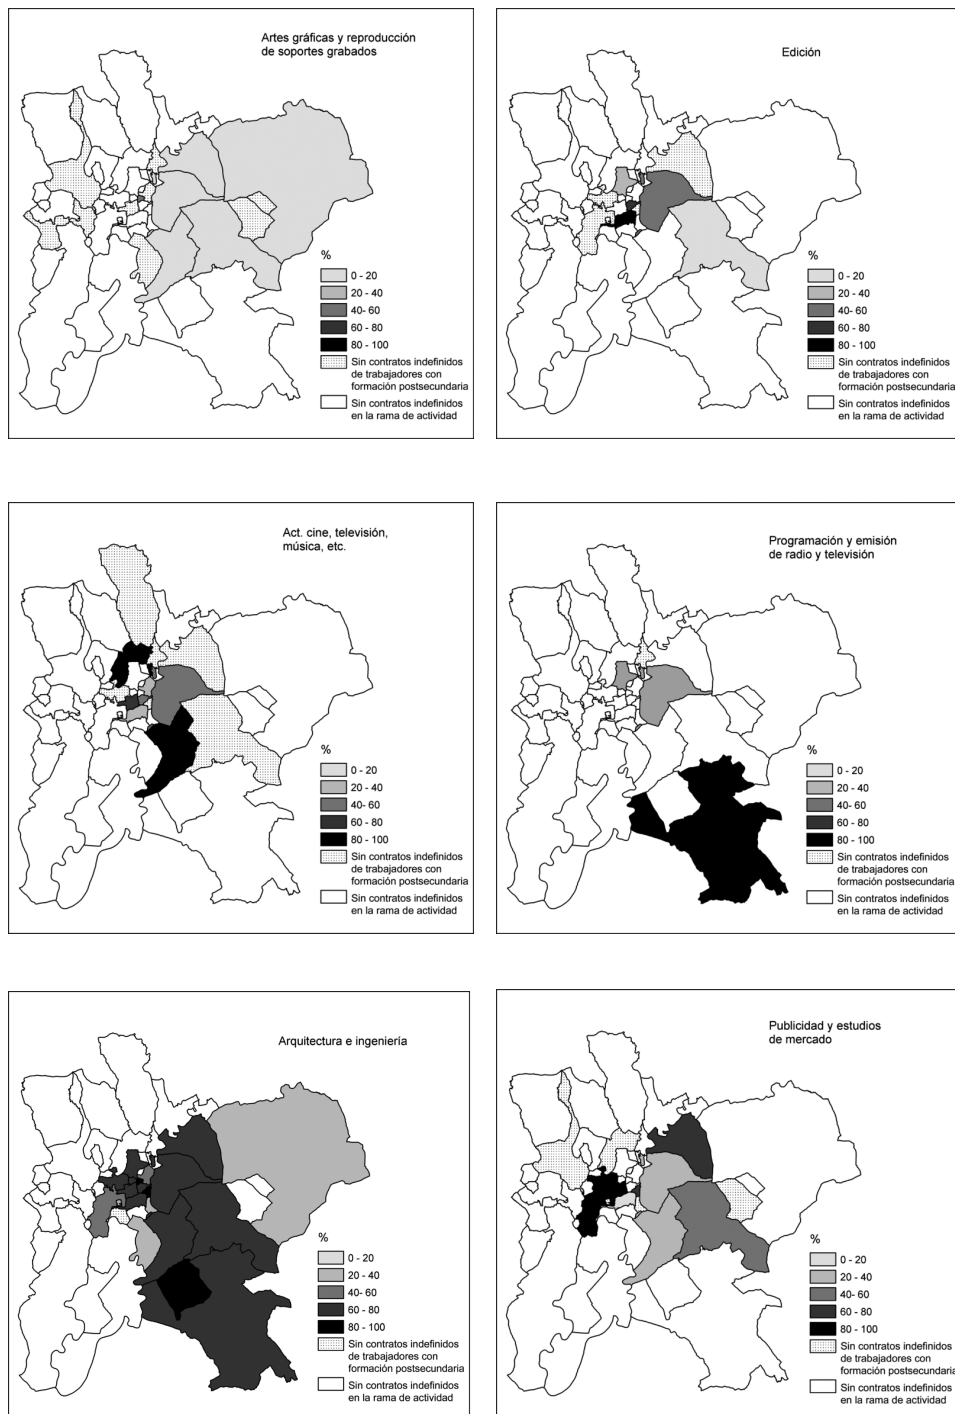 Artes gráficas y reproducción
de soportes grabados
%
0 - 20
20 - 40
40- 60
60 - 80
80 - 100
Sin contratos indefinidos
de trabajadores con
formación postsecundaria
Sin contratos indefinidos
en la rama de actividad
Edición
%
0 - 20
20 - 40
40- 60
60 - 80
80 - 100
Sin contratos indefinidos
de trabajadores con
formación postsecundaria
Sin contratos indefinidos
en la rama de actividad
Act. cine, televisión,
música, etc.
%
0 - 20
20 - 40
40- 60
60 - 80
80 - 100
Sin contratos indefinidos
de trabajadores con
formación postsecundaria
Sin contratos indefinidos
en la rama de actividad
Programación y emisión
de radio y televisión
%
0 - 20
20 - 40
40- 60
60 - 80
80 - 100
Sin contratos indefinidos
de trabajadores con
formación postsecundaria
Sin contratos indefinidos
en la rama de actividad
Arquitectura e ingeniería
%
0 - 20
20 - 40
40- 60
60 - 80
80 - 100
Sin contratos indefinidos
de trabajadores con
formación postsecundaria
Sin contratos indefinidos
en la rama de actividad
Publicidad y estudios
de mercado
%
0 - 20
20 - 40
40- 60
60 - 80
80 - 100
Sin contratos indefinidos
de trabajadores con
formación postsecundaria
Sin contratos indefinidos
en la rama de actividad